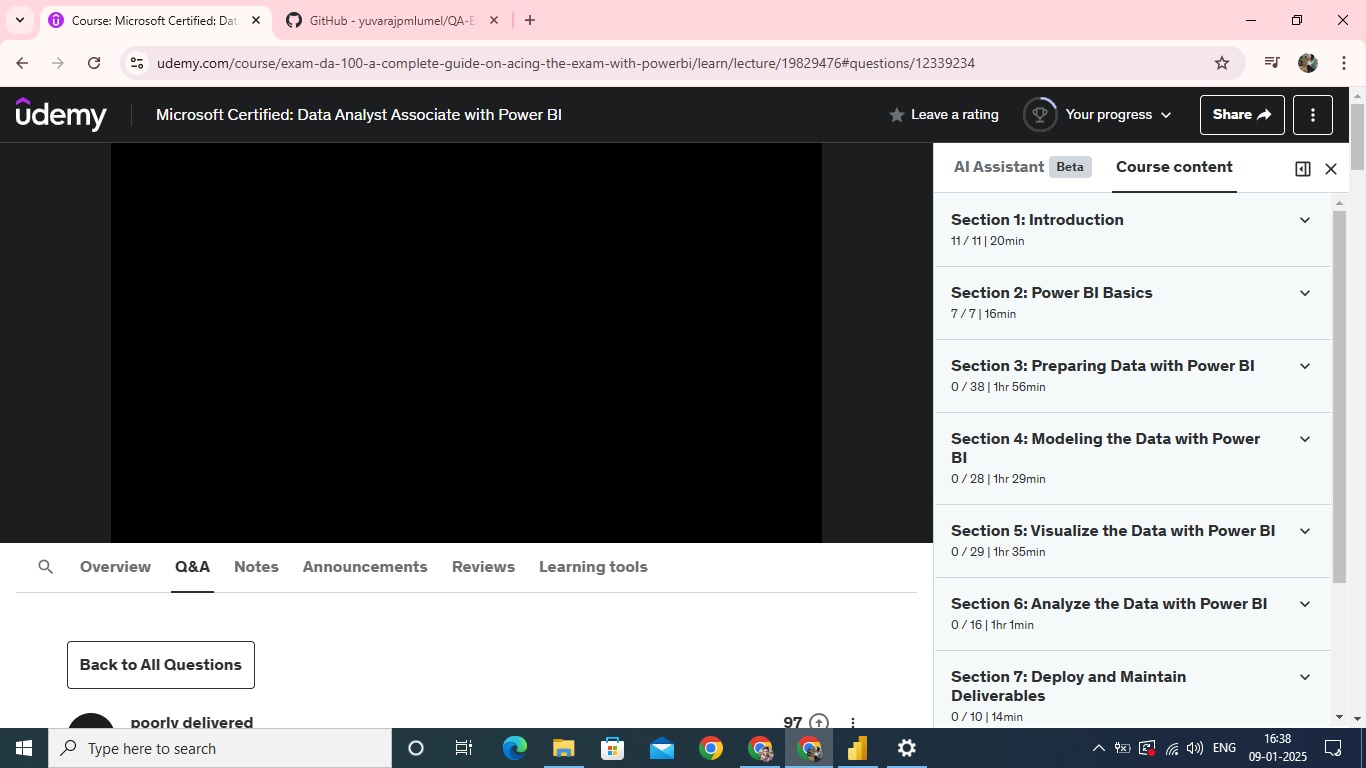 Course: Microsoft Certified: Dat
GitHub - yuvarajpmlumel/QA-E
udemy.com/course/exam-da-100-a-complete-guide-on-acing-the-exam-with-powerbi/learn/lecture/19829476#questions/12339234
udemy
Microsoft Certified: Data Analyst Associate with Power BI
Leave a rating
Your progress
Share
AI Assistant Beta
Course content
Section 1: Introduction
11 / 11 | 20min
Section 2: Power BI Basics
7 / 7 | 16min
Section 3: Preparing Data with Power BI
0 / 38 | 1hr 56min
Section 4: Modeling the Data with Power
BI
0 / 28 | 1hr 29min
Section 5: Visualize the Data with Power BI
0 / 29 | 1hr 35min
Section 6: Analyze the Data with Power BI
0 / 16 | 1hr 1min
Section 7: Deploy and Maintain
Deliverables
0 / 10 | 14min
Overview Q&A Notes Announcements Reviews Learning tools
Back to All Questions
poorly delivered
97
Type here to search
ENG
16:38
09-01-2025